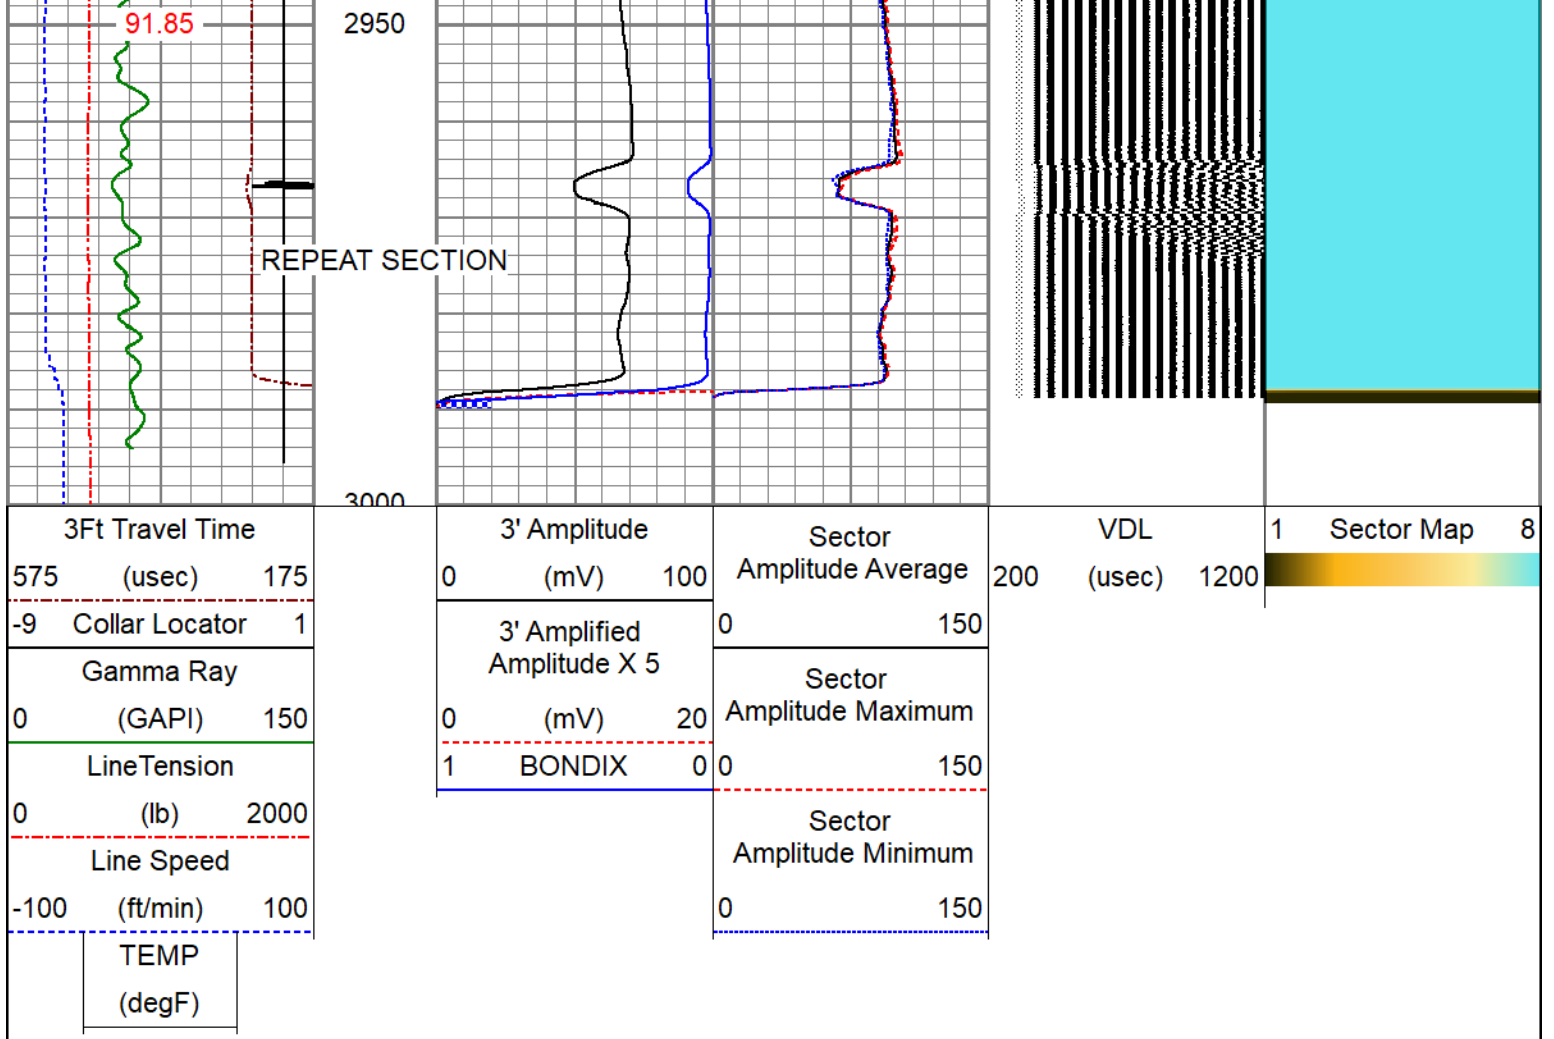 91.85
2950
REPEAT SECTION
3000
3Ft Travel Time
575 (usec) 175
-9 Collar Locator 1
Gamma Ray
0 (GAPI) 150
LineTension
0 (lb) 2000
Line Speed
-100 (ft/min) 100
TEMP
(degF)
3' Amplitude
0 (mV) 100
3' Amplified
Amplitude X 5
0 (mV) 20
1 BONDIX 0
Sector
Amplitude Average
0 150
Sector
Amplitude Maximum
0 150
Sector
Amplitude Minimum
0 150
VDL
200 (usec) 1200
1 Sector Map 8